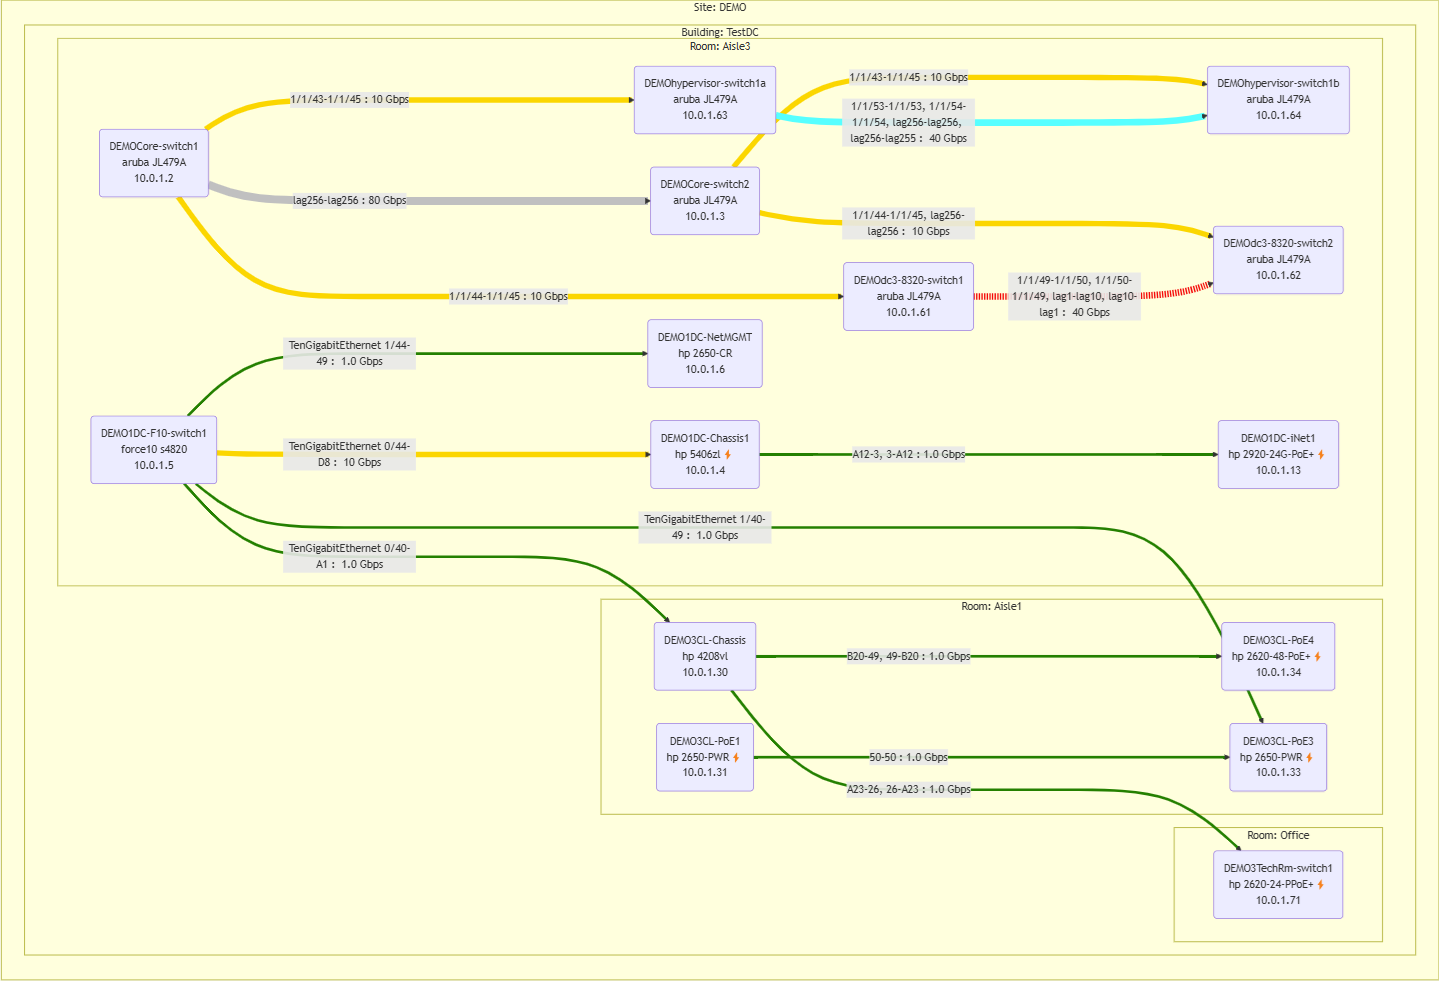 Site: DEMO
Building: TestDC
Room: Aisle3
DEMOCore-switch1
aruba JL479A
10.0.1.2
1/1/43-1/1/45 : 10 Gbps
lag256-lag256 : 80 Gbps
1/1/44-1/1/45 : 10 Gbps
DEMOhypervisor-switch1a
aruba JL479A
10.0.1.63
DEMOCore-switch2
aruba JL479A
10.0.1.3
1/1/43-1/1/45 : 10 Gbps
1/1/53-1/1/53, 1/1/54-
1/1/54, lag256-lag256,
lag256-lag255 : 40 Gbps
1/1/44-1/1/45, lag256-
lag256 : 10 Gbps
DEMOhypervisor-switch1b
aruba JL479A
10.0.1.64
DEMOdc3-8320-switch2
aruba JL479A
10.0.1.62
DEMOdc3-8320-switch1
aruba JL479A
10.0.1.61
1/1/49-1/1/50, 1/1/50-
1/1/49, lag1-lag10, lag10-
lag1 : 40 Gbps
DEMO1DC-F10-switch1
force10 s4820
10.0.1.5
TenGigabitEthernet 1/44-
49 : 1.0 Gbps
DEMO1DC-NetMGMT
hp 2650-CR
10.0.1.6
TenGigabitEthernet 0/44-
D8 : 10 Gbps
DEMO1DC-Chassis1
hp 5406zl
10.0.1.4
A12-3, 3-A12 : 1.0 Gbps
DEMO1DC-iNet1
hp 2920-24G-PoE+
10.0.1.13
TenGigabitEthernet 1/40-
49 : 1.0 Gbps
TenGigabitEthernet 0/40-
A1 : 1.0 Gbps
Room: Aisle1
DEMO3CL-Chassis
hp 4208vl
10.0.1.30
B20-49, 49-B20 : 1.0 Gbps
DEMO3CL-PoE4
hp 2620-48-PoE+
10.0.1.34
DEMO3CL-PoE1
hp 2650-PWR
10.0.1.31
50-50 : 1.0 Gbps
DEMO3CL-PoE3
hp 2650-PWR
10.0.1.33
A23-26, 26-A23 : 1.0 Gbps
Room: Office
DEMO3TechRm-switch1
hp 2620-24-PPoE+
10.0.1.71